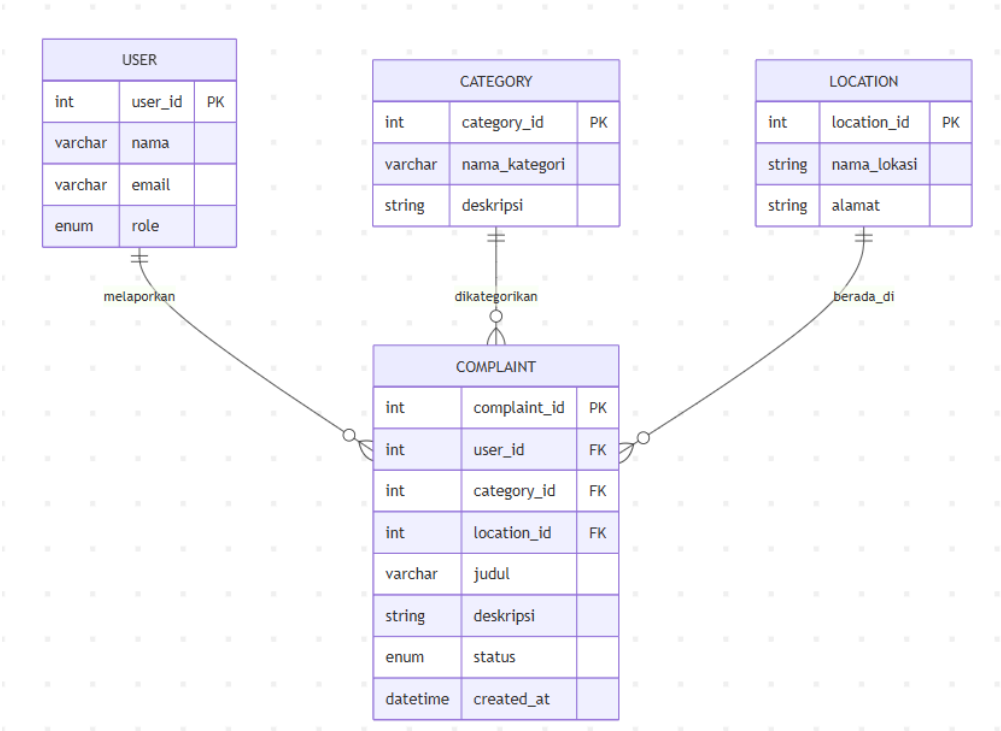 USER
int user_id PK
varchar nama
varchar email
enum role
CATEGORY
int category_id PK
varchar nama_kategori
string deskripsi
LOCATION
int location_id PK
string nama_lokasi
string alamat
melaporkan
dikategorikan
berada_di
COMPLAINT
int complaint_id PK
int user_id FK
int category_id FK
int location_id FK
varchar judul
string deskripsi
enum status
datetime created_at